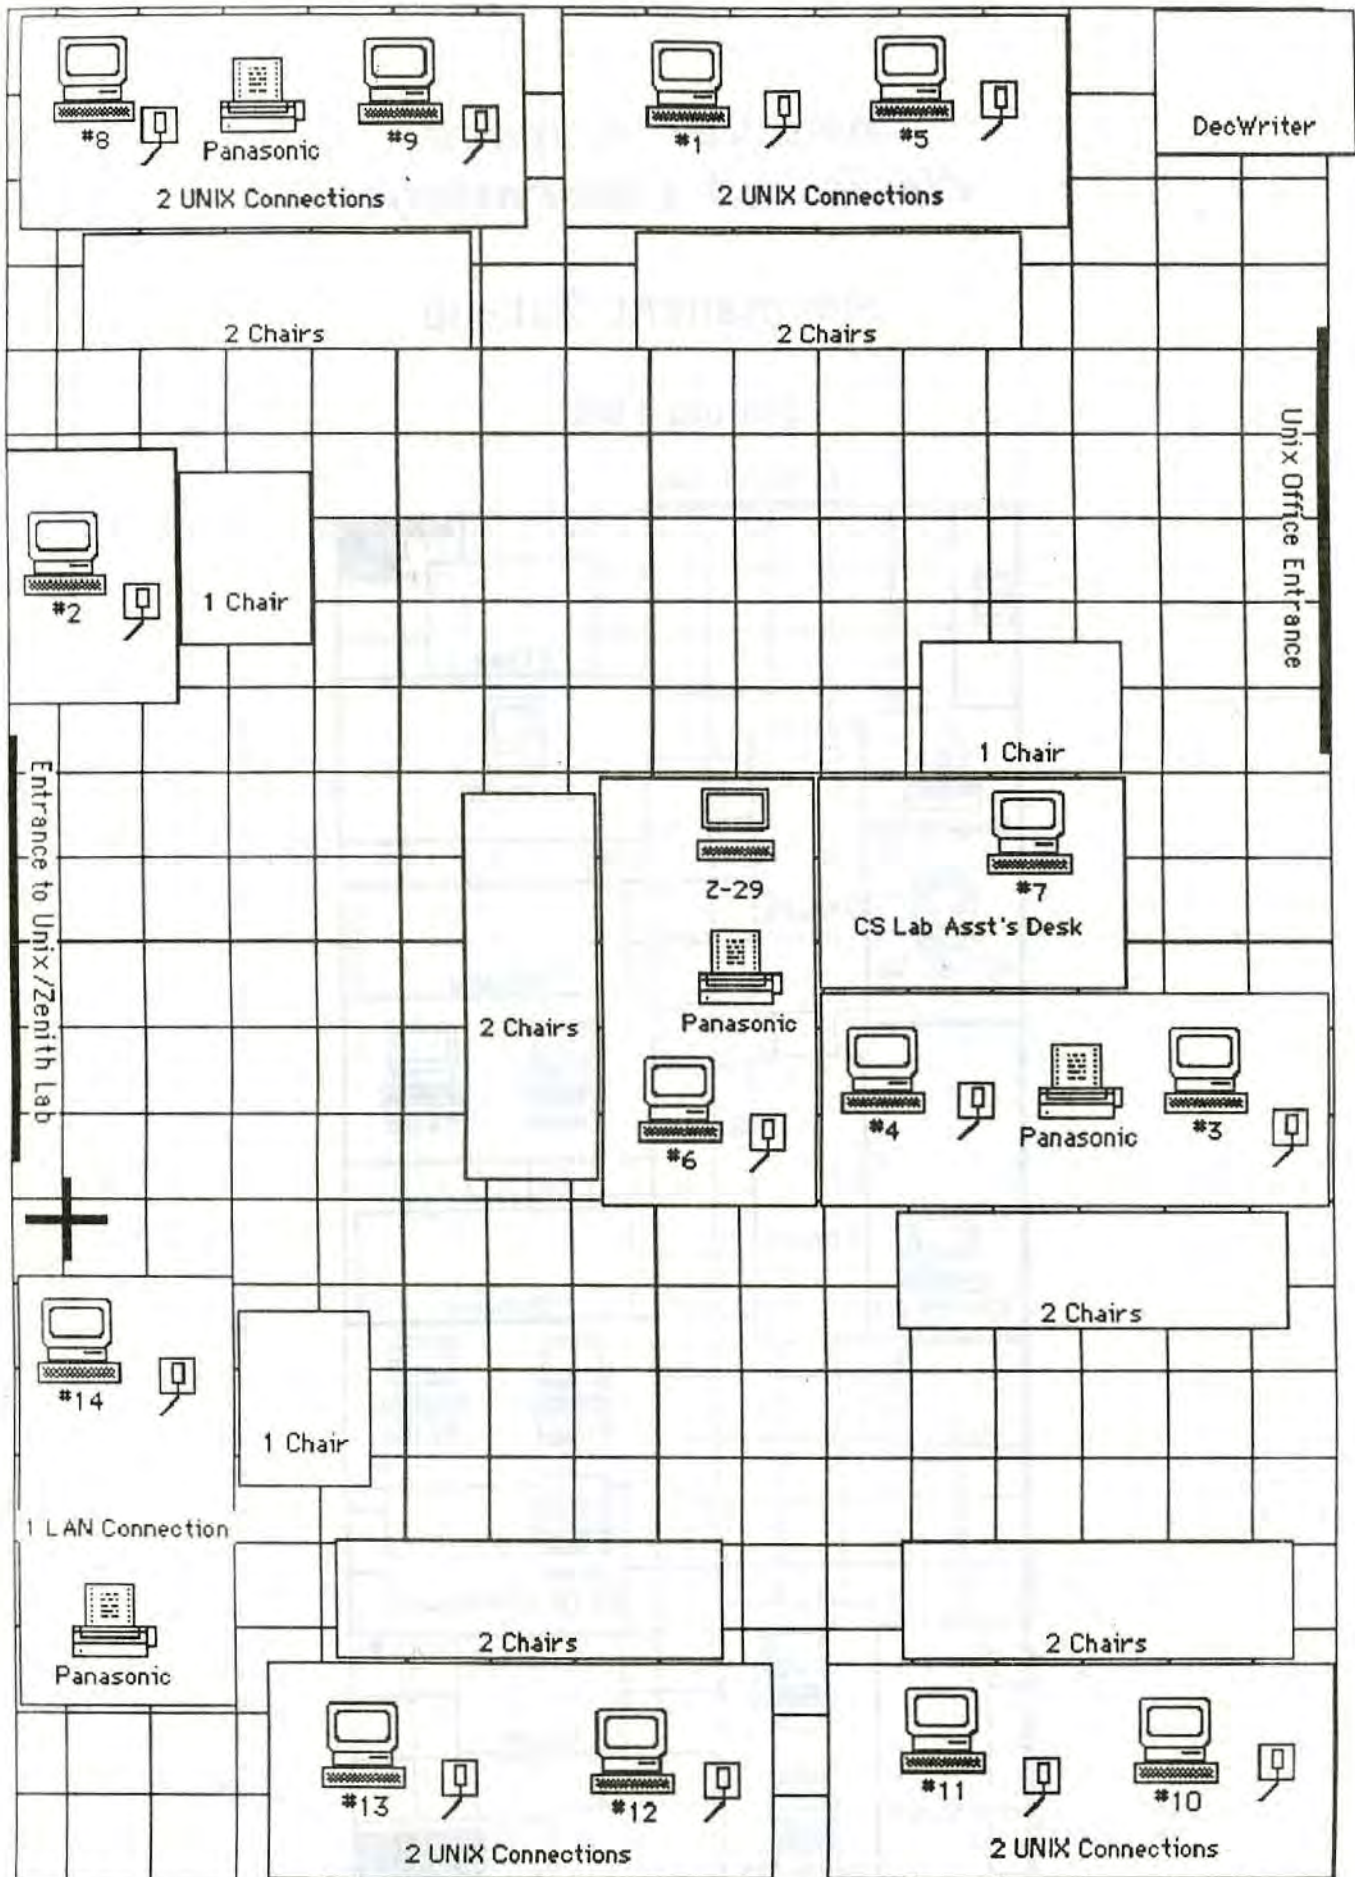 #8
Panasonic
#9
2 UNIX Connections
#1
#5
2 UNIX Connections
DecWriter
2 Chairs
2 Chairs
Unix Office Entrance
#2
1 Chair
1 Chair
Entrance to Unix/Zenith Lab
2 Chairs
Z-29
Panasonic
#6
#7
CS Lab Asst's Desk
#4
Panasonic
#3
2 Chairs
#14
1 Chair
1 LAN Connection
Panasonic
2 Chairs
2 Chairs
#13
#12
2 UNIX Connections
#11
#10
2 UNIX Connections